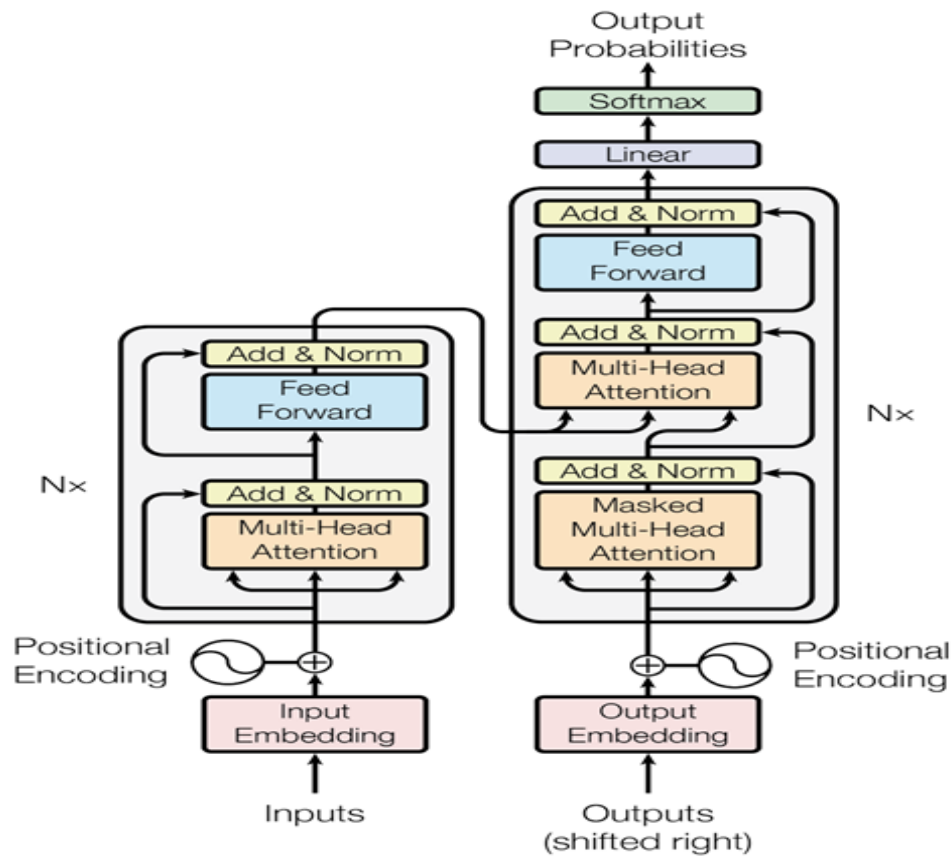 Output
Probabilities
Softmax
Linear
Add & Norm
Feed
Forward
Add & Norm
Multi-Head
Attention
Add & Norm
Masked
Multi-Head
Attention
N×
Add & Norm
Feed
Forward
Add & Norm
Multi-Head
Attention
N×
Positional
Encoding
Input
Embedding
Inputs
Positional
Encoding
Output
Embedding
Outputs
(shifted right)